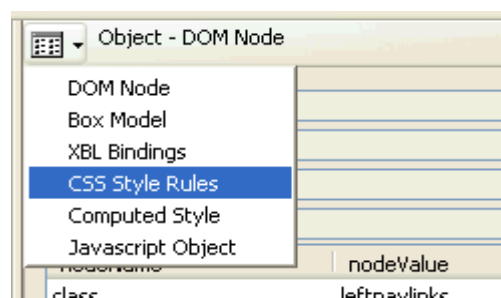 Object - DOM Node
DOM Node
Box Model
XBL Bindings
CSS Style Rules
Computed Style
Javascript Object
nodeName nodeValue
class leftnavlinks